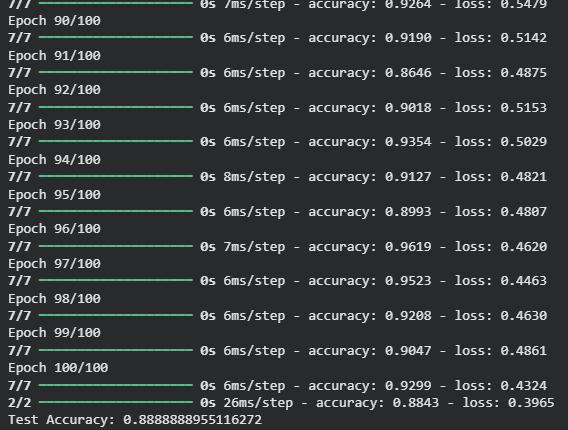 7/7 ━━━━━━━━━━━━━━━━━━━━ 0s 7ms/step - accuracy: 0.9264 - loss: 0.5479
Epoch 90/100
7/7 ━━━━━━━━━━━━━━━━━━━━ 0s 6ms/step - accuracy: 0.9190 - loss: 0.5142
Epoch 91/100
7/7 ━━━━━━━━━━━━━━━━━━━━ 0s 6ms/step - accuracy: 0.8646 - loss: 0.4875
Epoch 92/100
7/7 ━━━━━━━━━━━━━━━━━━━━ 0s 6ms/step - accuracy: 0.9018 - loss: 0.5153
Epoch 93/100
7/7 ━━━━━━━━━━━━━━━━━━━━ 0s 6ms/step - accuracy: 0.9354 - loss: 0.5029
Epoch 94/100
7/7 ━━━━━━━━━━━━━━━━━━━━ 0s 8ms/step - accuracy: 0.9127 - loss: 0.4821
Epoch 95/100
7/7 ━━━━━━━━━━━━━━━━━━━━ 0s 6ms/step - accuracy: 0.8993 - loss: 0.4807
Epoch 96/100
7/7 ━━━━━━━━━━━━━━━━━━━━ 0s 7ms/step - accuracy: 0.9619 - loss: 0.4620
Epoch 97/100
7/7 ━━━━━━━━━━━━━━━━━━━━ 0s 6ms/step - accuracy: 0.9523 - loss: 0.4463
Epoch 98/100
7/7 ━━━━━━━━━━━━━━━━━━━━ 0s 6ms/step - accuracy: 0.9208 - loss: 0.4630
Epoch 99/100
7/7 ━━━━━━━━━━━━━━━━━━━━ 0s 6ms/step - accuracy: 0.9047 - loss: 0.4861
Epoch 100/100
7/7 ━━━━━━━━━━━━━━━━━━━━ 0s 6ms/step - accuracy: 0.9299 - loss: 0.4324
2/2 ━━━━━━━━━━━━━━━━━━━━ 0s 26ms/step - accuracy: 0.8843 - loss: 0.3965
Test Accuracy: 0.8888888955116272